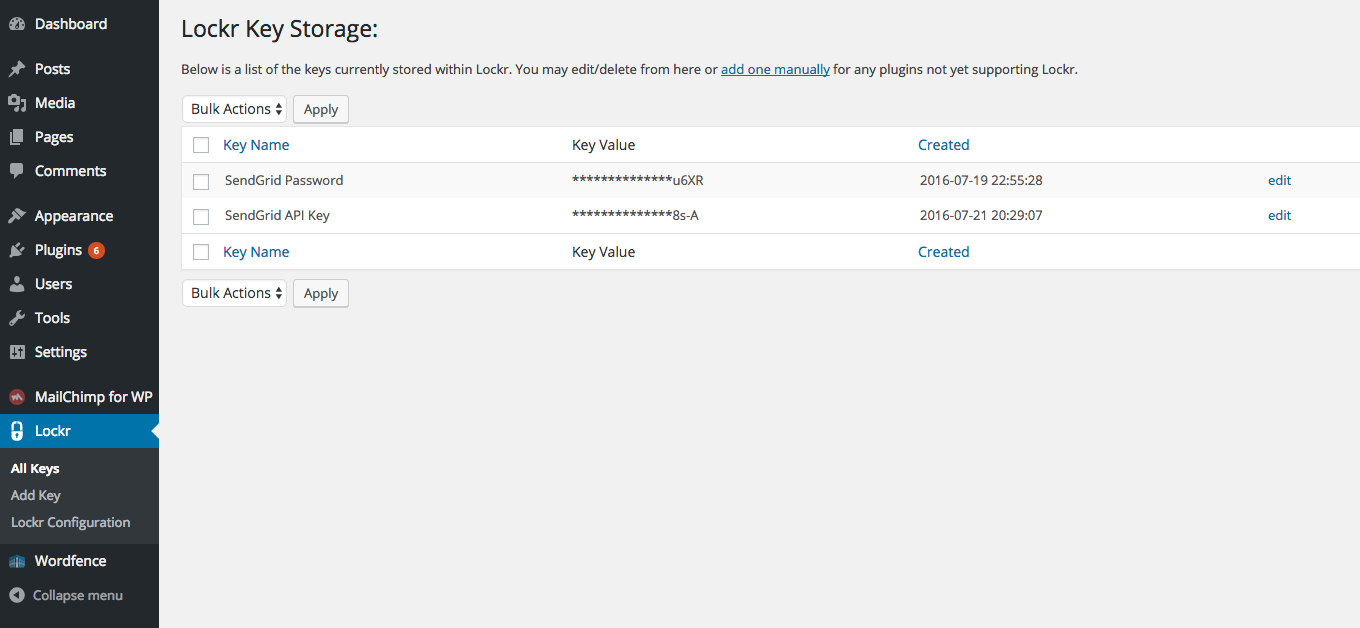 Dashboard
Posts
Media
Pages
Comments
Appearance
Plugins 6
Users
Tools
Settings
MailChimp for WP
Lockr
All Keys
Add Key
Lockr Configuration
Wordfence
Collapse menu
Lockr Key Storage:
Below is a list of the keys currently stored within Lockr. You may edit/delete from here or add one manually for any plugins not yet supporting Lockr.
Bulk Actions Apply
Key Name Key Value Created
SendGrid Password **************u6XR 2016-07-19 22:55:28 edit
SendGrid API Key **************8s-A 2016-07-21 20:29:07 edit
Key Name Key Value Created
Bulk Actions Apply